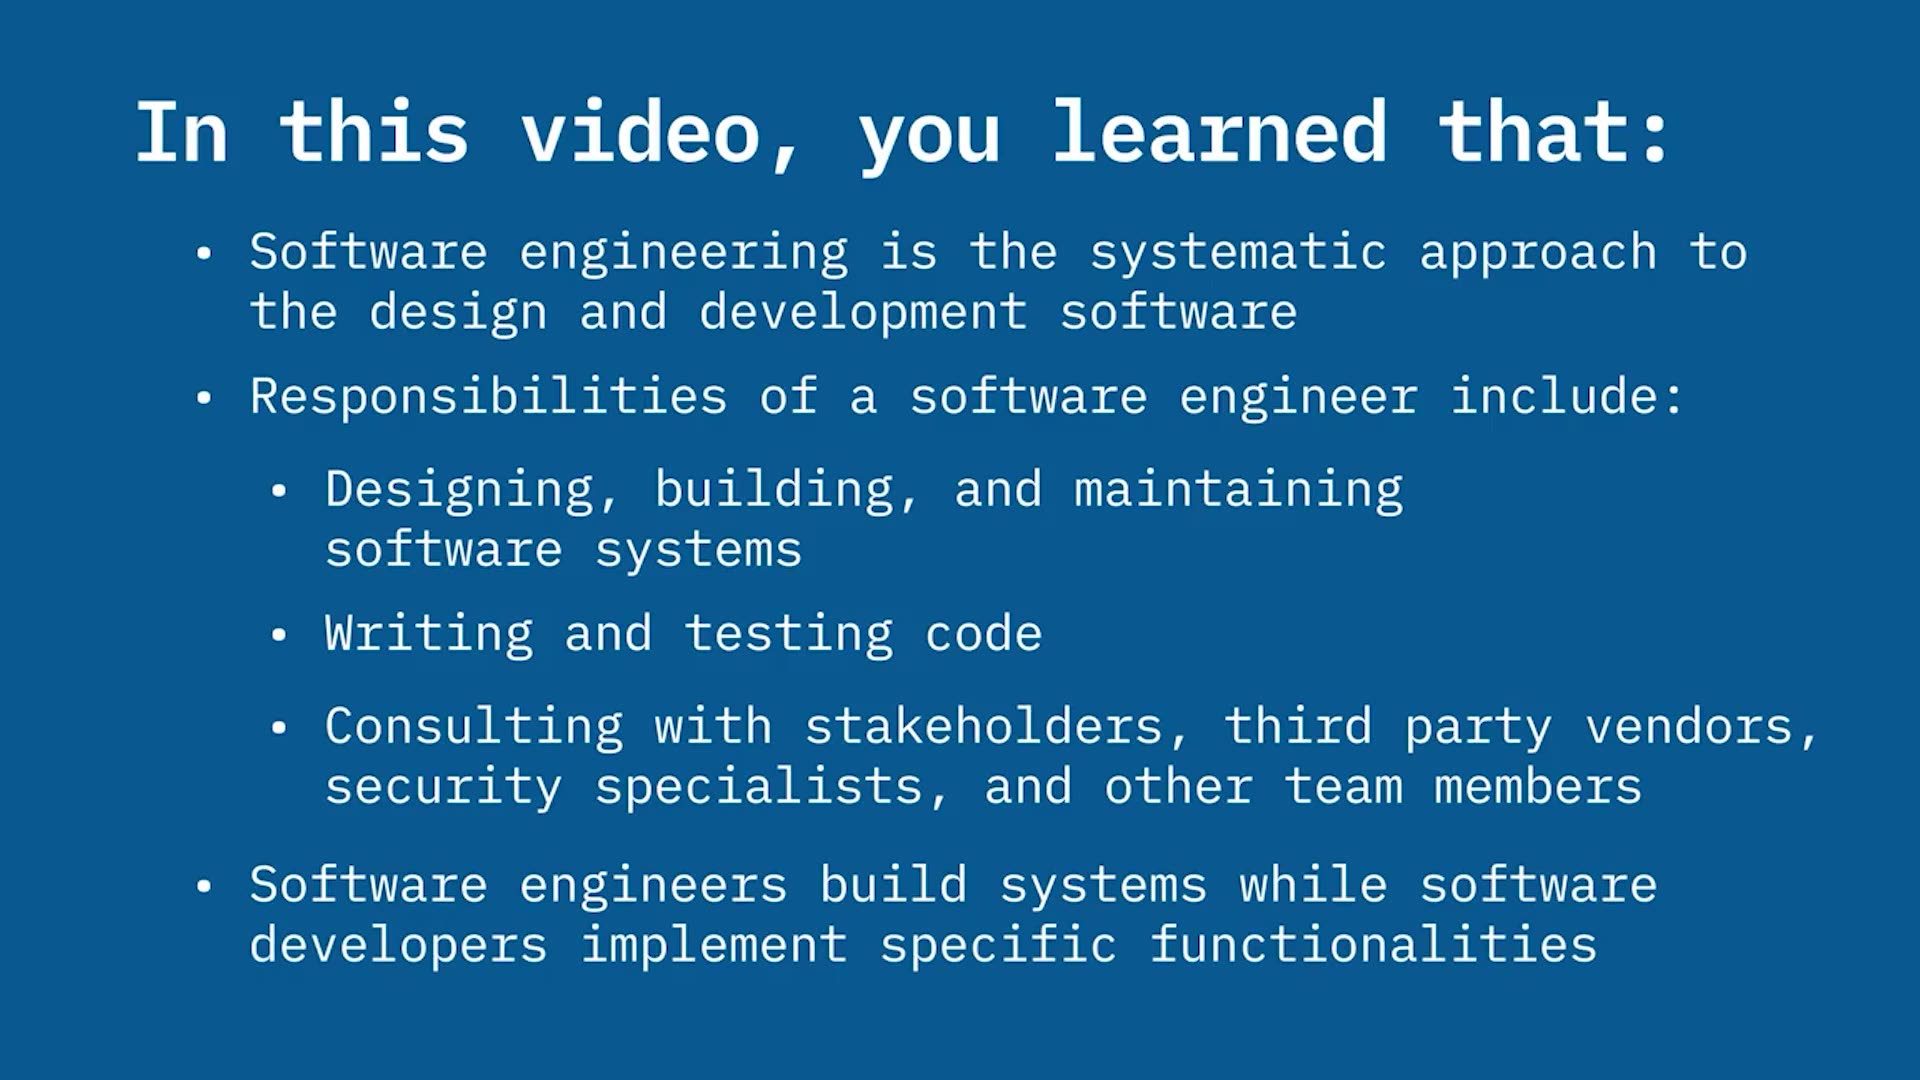 In this video, you learned that:
• Software engineering is the systematic approach to
the design and development software
• Responsibilities of a software engineer include:
• Designing, building, and maintaining
software systems
• Writing and testing code
• Consulting with stakeholders, third party vendors,
security specialists, and other team members
• Software engineers build systems while software
developers implement specific functionalities